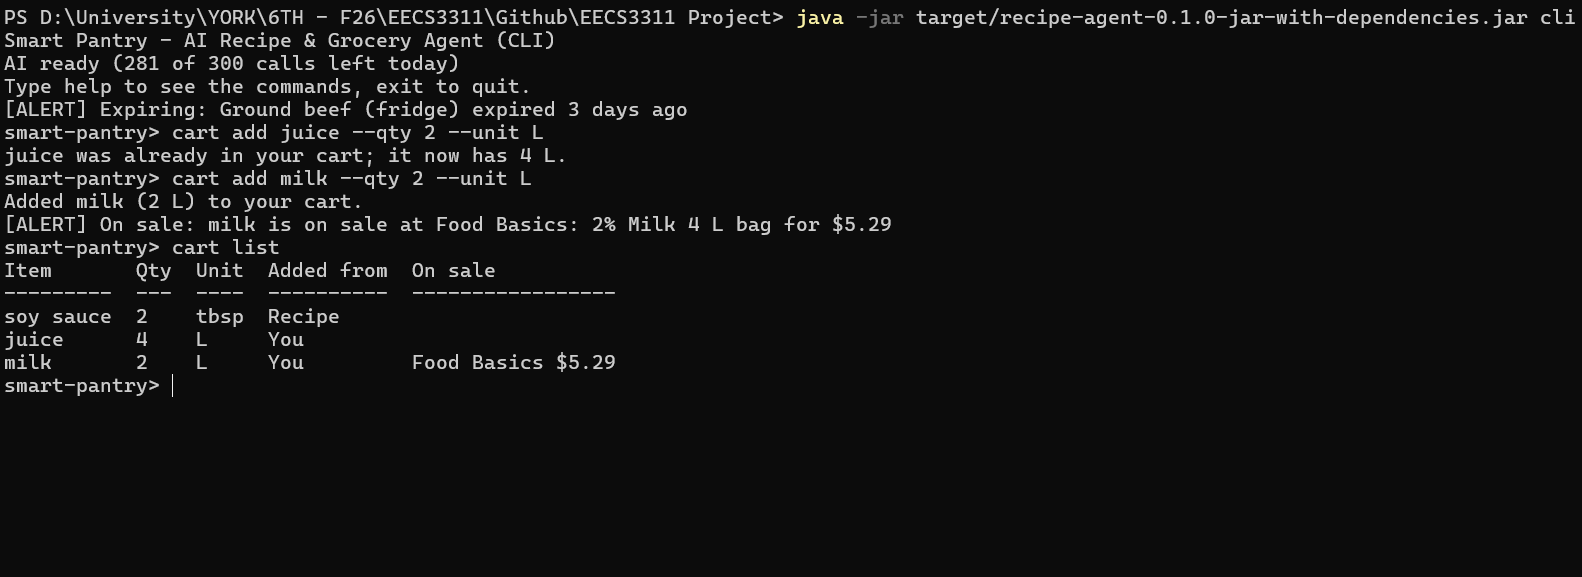 PS D:\University\YORK\6TH - F26\EECS3311\Github\EECS3311 Project> java -jar target/recipe-agent-0.1.0-jar-with-dependencies.jar cli
Smart Pantry - AI Recipe & Grocery Agent (CLI)
AI ready (281 of 300 calls left today)
Type help to see the commands, exit to quit.
[ALERT] Expiring: Ground beef (fridge) expired 3 days ago
smart-pantry> cart add juice --qty 2 --unit L
juice was already in your cart; it now has 4 L.
smart-pantry> cart add milk --qty 2 --unit L
Added milk (2 L) to your cart.
[ALERT] On sale: milk is on sale at Food Basics: 2% Milk 4 L bag for $5.29
smart-pantry> cart list
Item       Qty  Unit  Added from  On sale
---------  ---  ----  ----------  -----------------
soy sauce  2    tbsp  Recipe
juice      4    L     You
milk       2    L     You         Food Basics $5.29
smart-pantry>